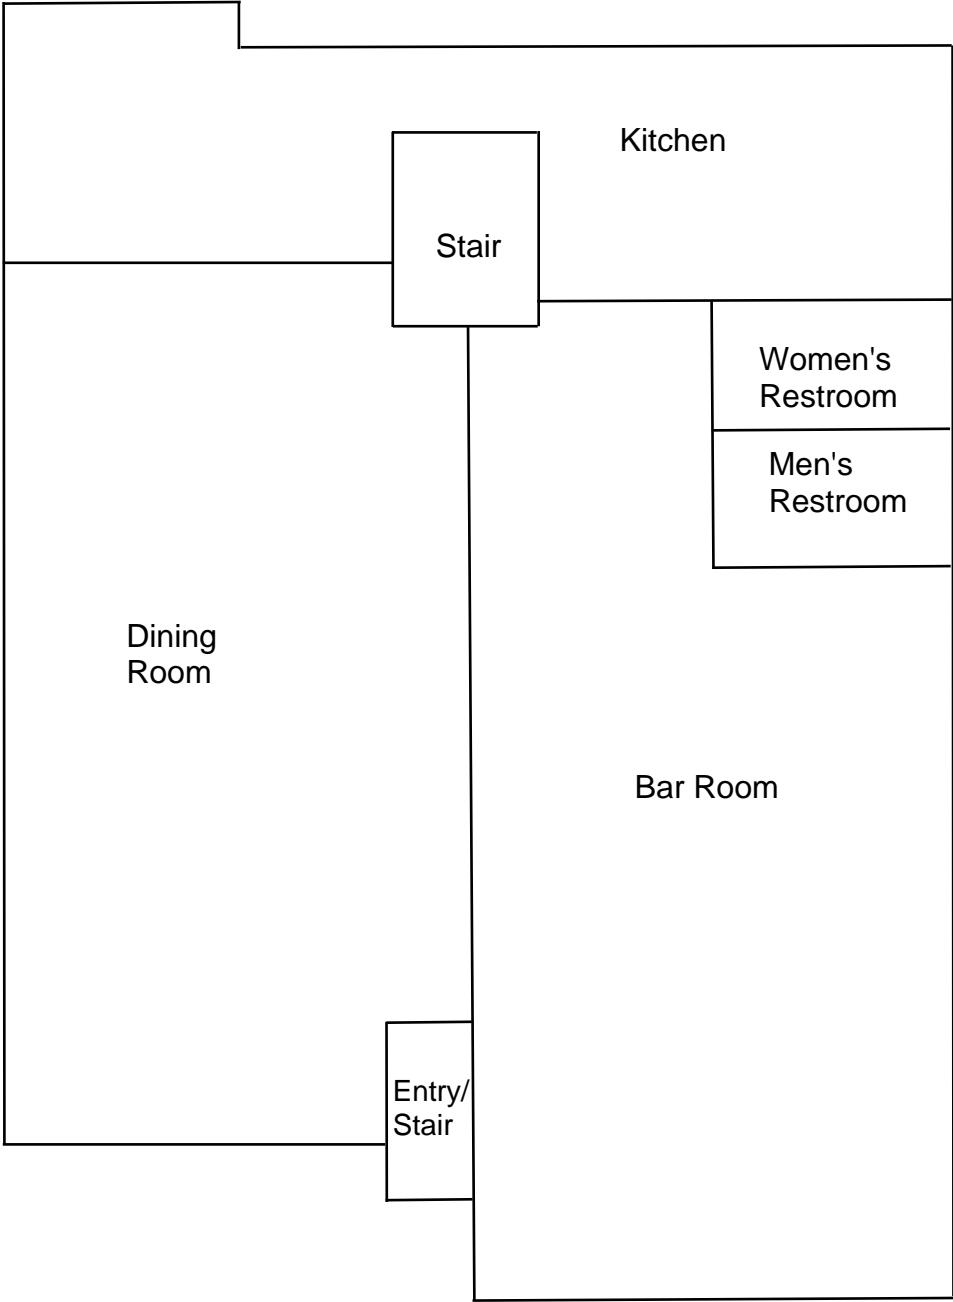 Kitchen
Stair
Women's
Restroom
Men's
Restroom
Dining
Room
Bar Room
Entry/
Stair